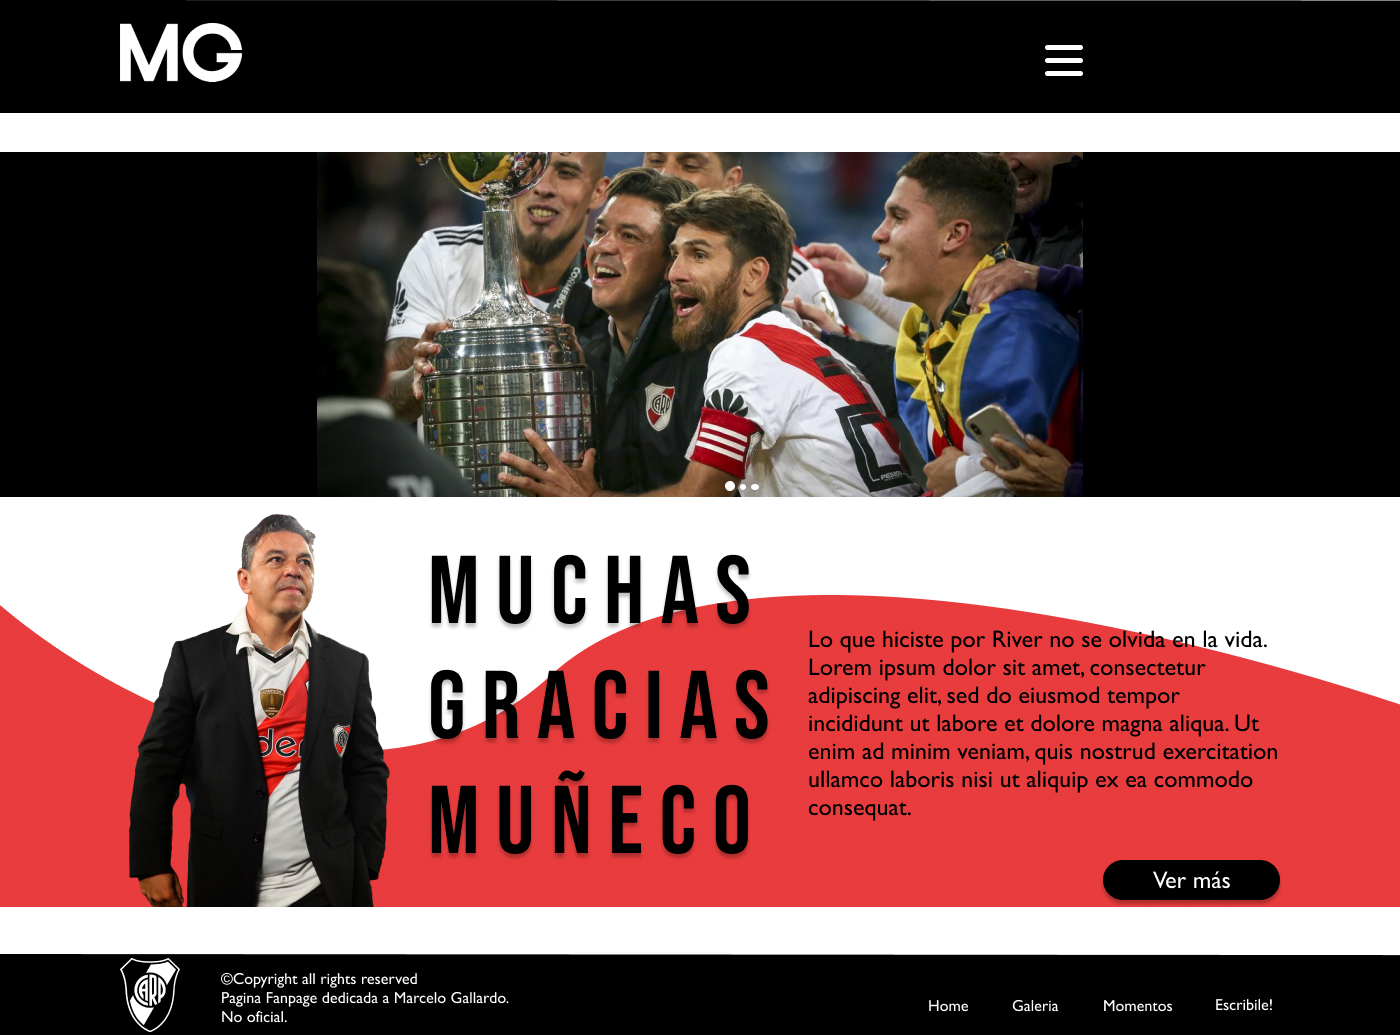 MG
MUCHAS
GRACIAS
MUÑECO
Lo que hiciste por River no se olvida en la vida.
Lorem ipsum dolor sit amet, consectetur
adipiscing elit, sed do eiusmod tempor
incididunt ut labore et dolore magna aliqua. Ut
enim ad minim veniam, quis nostrud exercitation
ullamco laboris nisi ut aliquip ex ea commodo
consequat.
Ver más
CARP
©Copyright all rights reserved
Pagina Fanpage dedicada a Marcelo Gallardo.
No oficial.
Home Galeria Momentos Escribile!